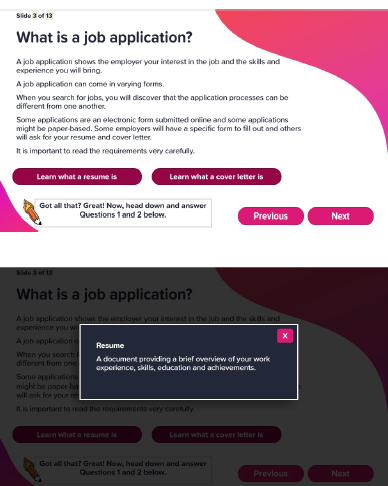 Slide 3 of 13
What is a job application?
A job application shows the employer your interest in the job and the skills and
experience you will bring.
A job application can come in varying forms.
When you search for jobs, you will discover that the application processes can be
different from one another.
Some applications are an electronic form submitted online and some applications
might be paper-based. Some employers will have a specific form to fill out and others
will ask for your resume and cover letter.
It is important to read the requirements very carefully.
Learn what a resume is
Learn what a cover letter is
Got all that? Great! Now, head down and answer
Questions 1 and 2 below.
Previous
Next
Slide 3 of 13
What is a job application?
A job application shows the employer your interest in the job and the skills and
experience you wi
A job application
When you search f
different from one
Some applications
might be paper-ba
will ask for your re
X
Resume
A document providing a brief overview of your work
experience, skills, education and achievements.
It is important to read the requirements very carefully.
Learn what a resume is
Learn what a cover letter is
Got all that? Great! Now, head down and answer
Questions 1 and 2 below.
Previous
Next